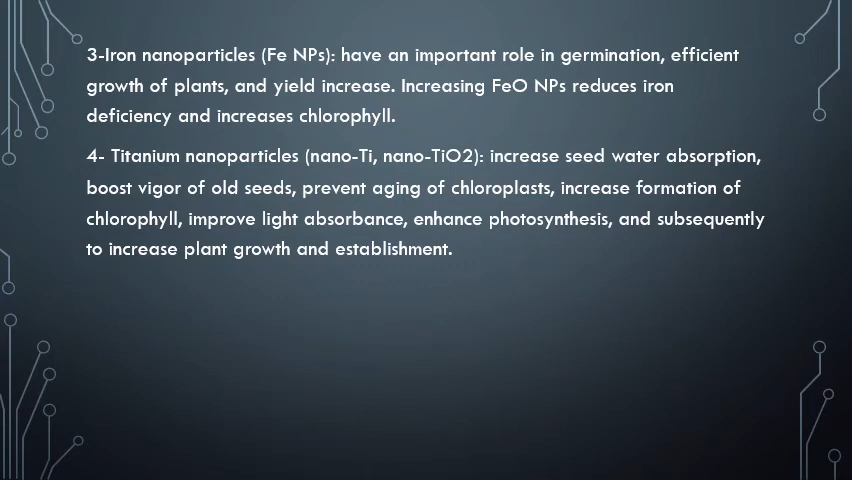 3-Iron nanoparticles (Fe NPs): have an important role in germination, efficient
growth of plants, and yield increase. Increasing FeO NPs reduces iron
deficiency and increases chlorophyll.
4- Titanium nanoparticles (nano-Ti, nano-TiO2): increase seed water absorption,
boost vigor of old seeds, prevent aging of chloroplasts, increase formation of
chlorophyll, improve light absorbance, enhance photosynthesis, and subsequently
to increase plant growth and establishment.